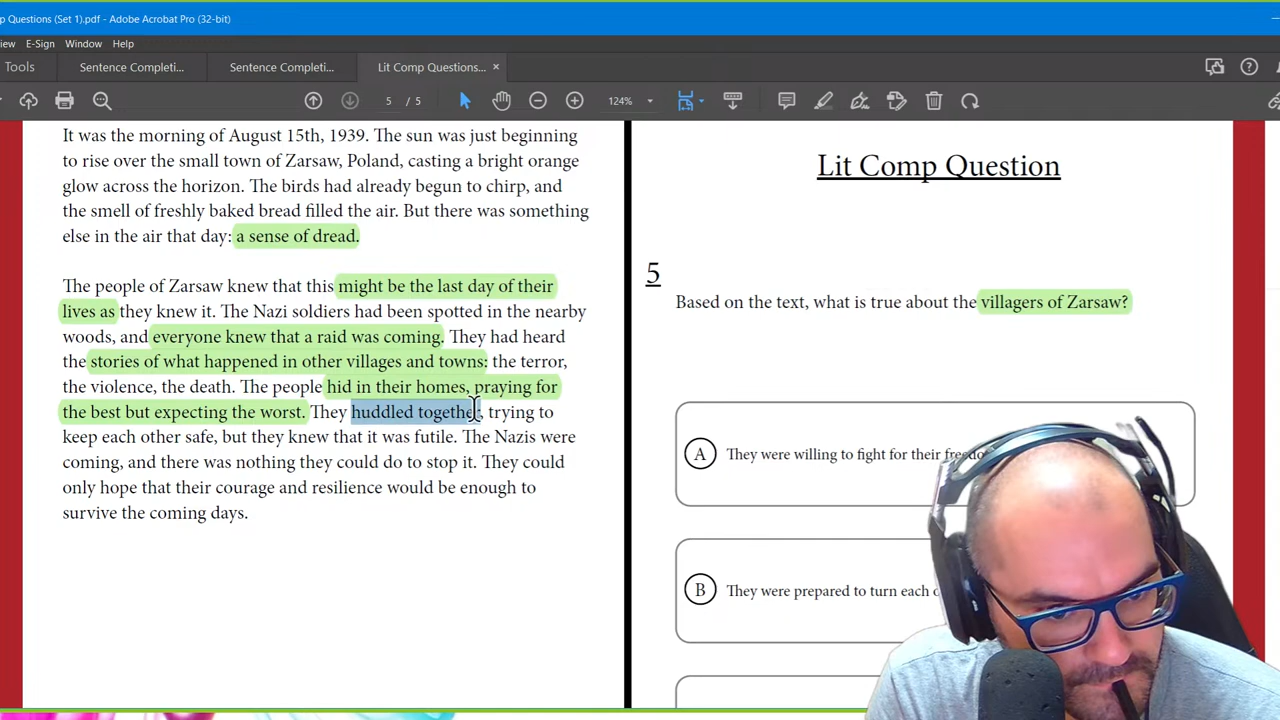 p Questions (Set 1).pdf - Adobe Acrobat Pro (32-bit)
iew E-Sign Window Help
Tools Sentence Completi... Sentence Completi... Lit Comp Questions... ×
5 / 5 124%
It was the morning of August 15th, 1939. The sun was just beginning
to rise over the small town of Zarsaw, Poland, casting a bright orange
glow across the horizon. The birds had already begun to chirp, and
the smell of freshly baked bread filled the air. But there was something
else in the air that day: a sense of dread.
The people of Zarsaw knew that this might be the last day of their
lives as they knew it. The Nazi soldiers had been spotted in the nearby
woods, and everyone knew that a raid was coming. They had heard
the stories of what happened in other villages and towns: the terror,
the violence, the death. The people hid in their homes, praying for
the best but expecting the worst. They huddled together, trying to
keep each other safe, but they knew that it was futile. The Nazis were
coming, and there was nothing they could do to stop it. They could
only hope that their courage and resilience would be enough to
survive the coming days.
Lit Comp Question
5
Based on the text, what is true about the villagers of Zarsaw?
A They were willing to fight for their freedo
B They were prepared to turn each o